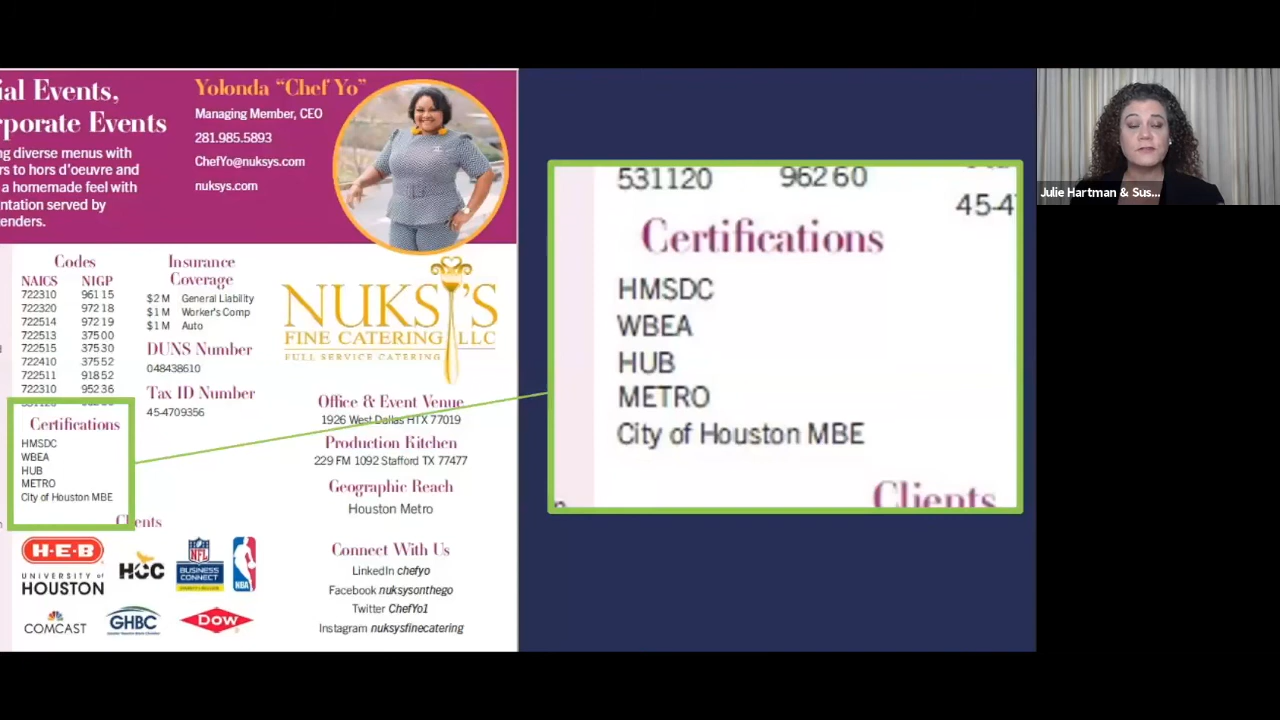 ial Events,
porate Events
ng diverse menus with
rs to hors d'oeuvre and
a homemade feel with
ntation served by
tenders.
Yolonda "Chef Yo"
Managing Member, CEO
281.985.5893
ChefYo@nuksys.com
nuksys.com
Codes
NAICS NIGP
722310 961 15
722320 972 18
722514 972 19
722513 375 00
722515 375 30
722410 375 52
722511 918 52
722310 952 36
Certifications
HMSDC
WBEA
HUB
METRO
City of Houston MBE
Insurance
Coverage
$2 M General Liability
$1 M Worker's Comp
$1 M Auto
DUNS Number
048438610
Tax ID Number
45-4709356
NUKSY'S
FINE CATERING LLC
FULL SERVICE CATERING
Office & Event Venue
1926 West Dallas HTX 77019
Production Kitchen
229 FM 1092 Stafford TX 77477
Geographic Reach
Houston Metro
Connect With Us
LinkedIn chefyo
Facebook nuksysonthego
Twitter ChefYo1
Instagram nuksysfinecatering
Clients
H-E-B
UNIVERSITY of
HOUSTON
HCC
NFL
BUSINESS
CONNECT
NBA
COMCAST
GHBC
DOW
531120 962 60
45-4
Certifications
HMSDC
WBEA
HUB
METRO
City of Houston MBE
Clients
Julie Hartman & Sus...